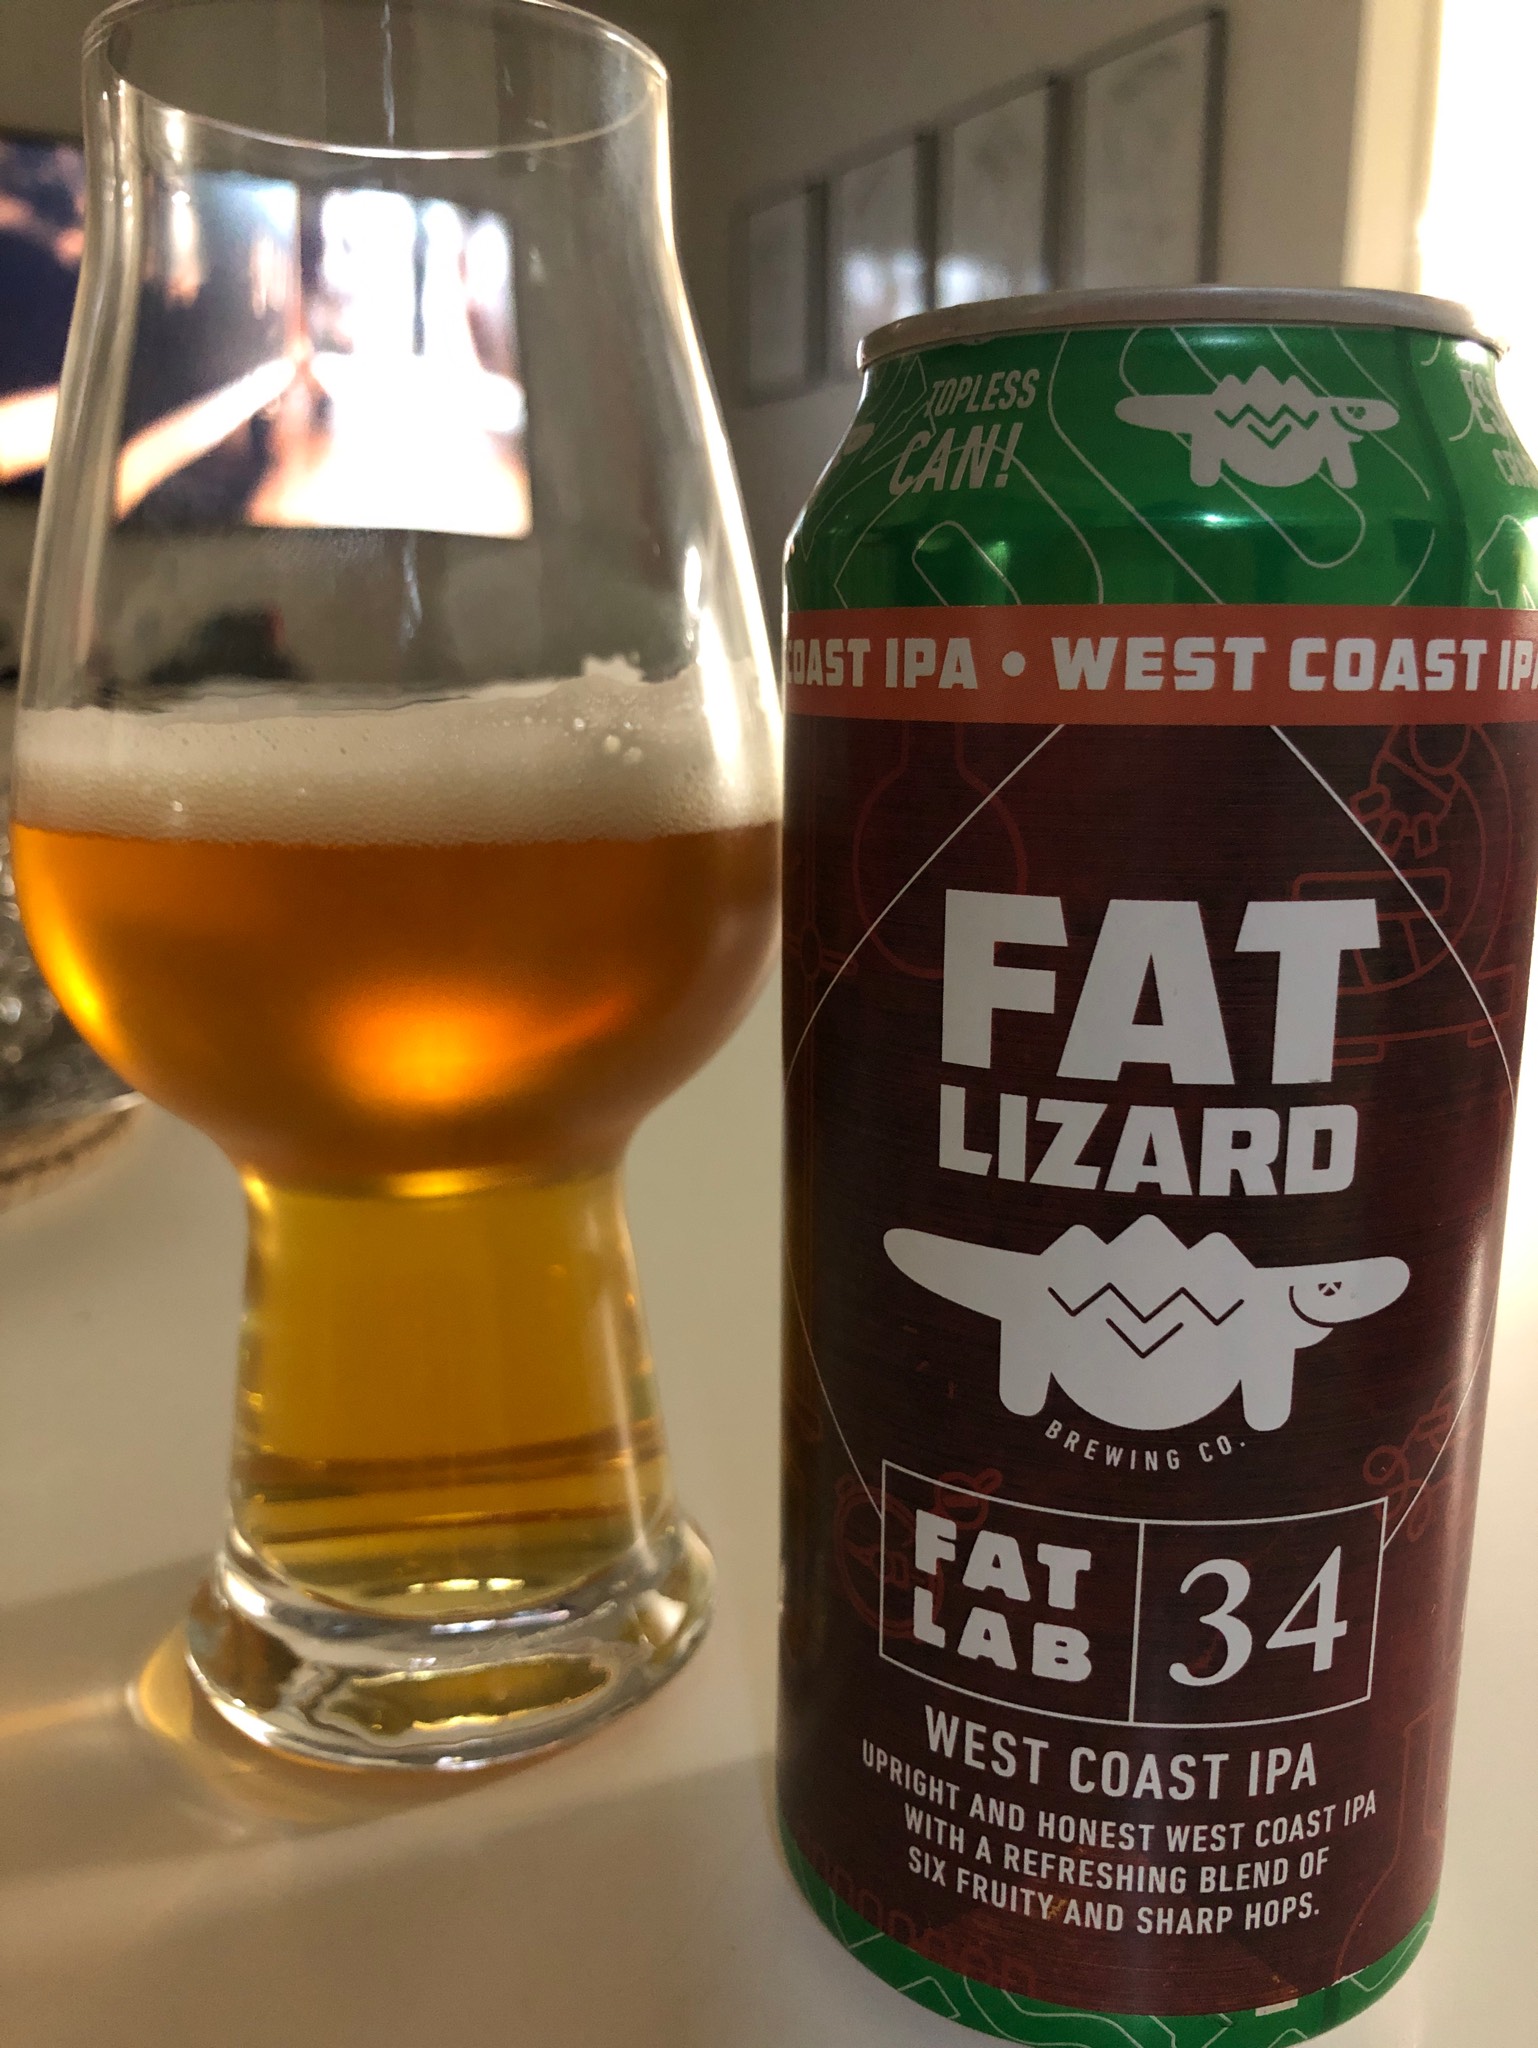 TOPLESS
CAN!
COAST IPA • WEST COAST IPA
FAT
LIZARD
BREWING CO.
FAT
LAB
34
WEST COAST IPA
UPRIGHT AND HONEST WEST COAST IPA
WITH A REFRESHING BLEND OF
SIX FRUITY AND SHARP HOPS.